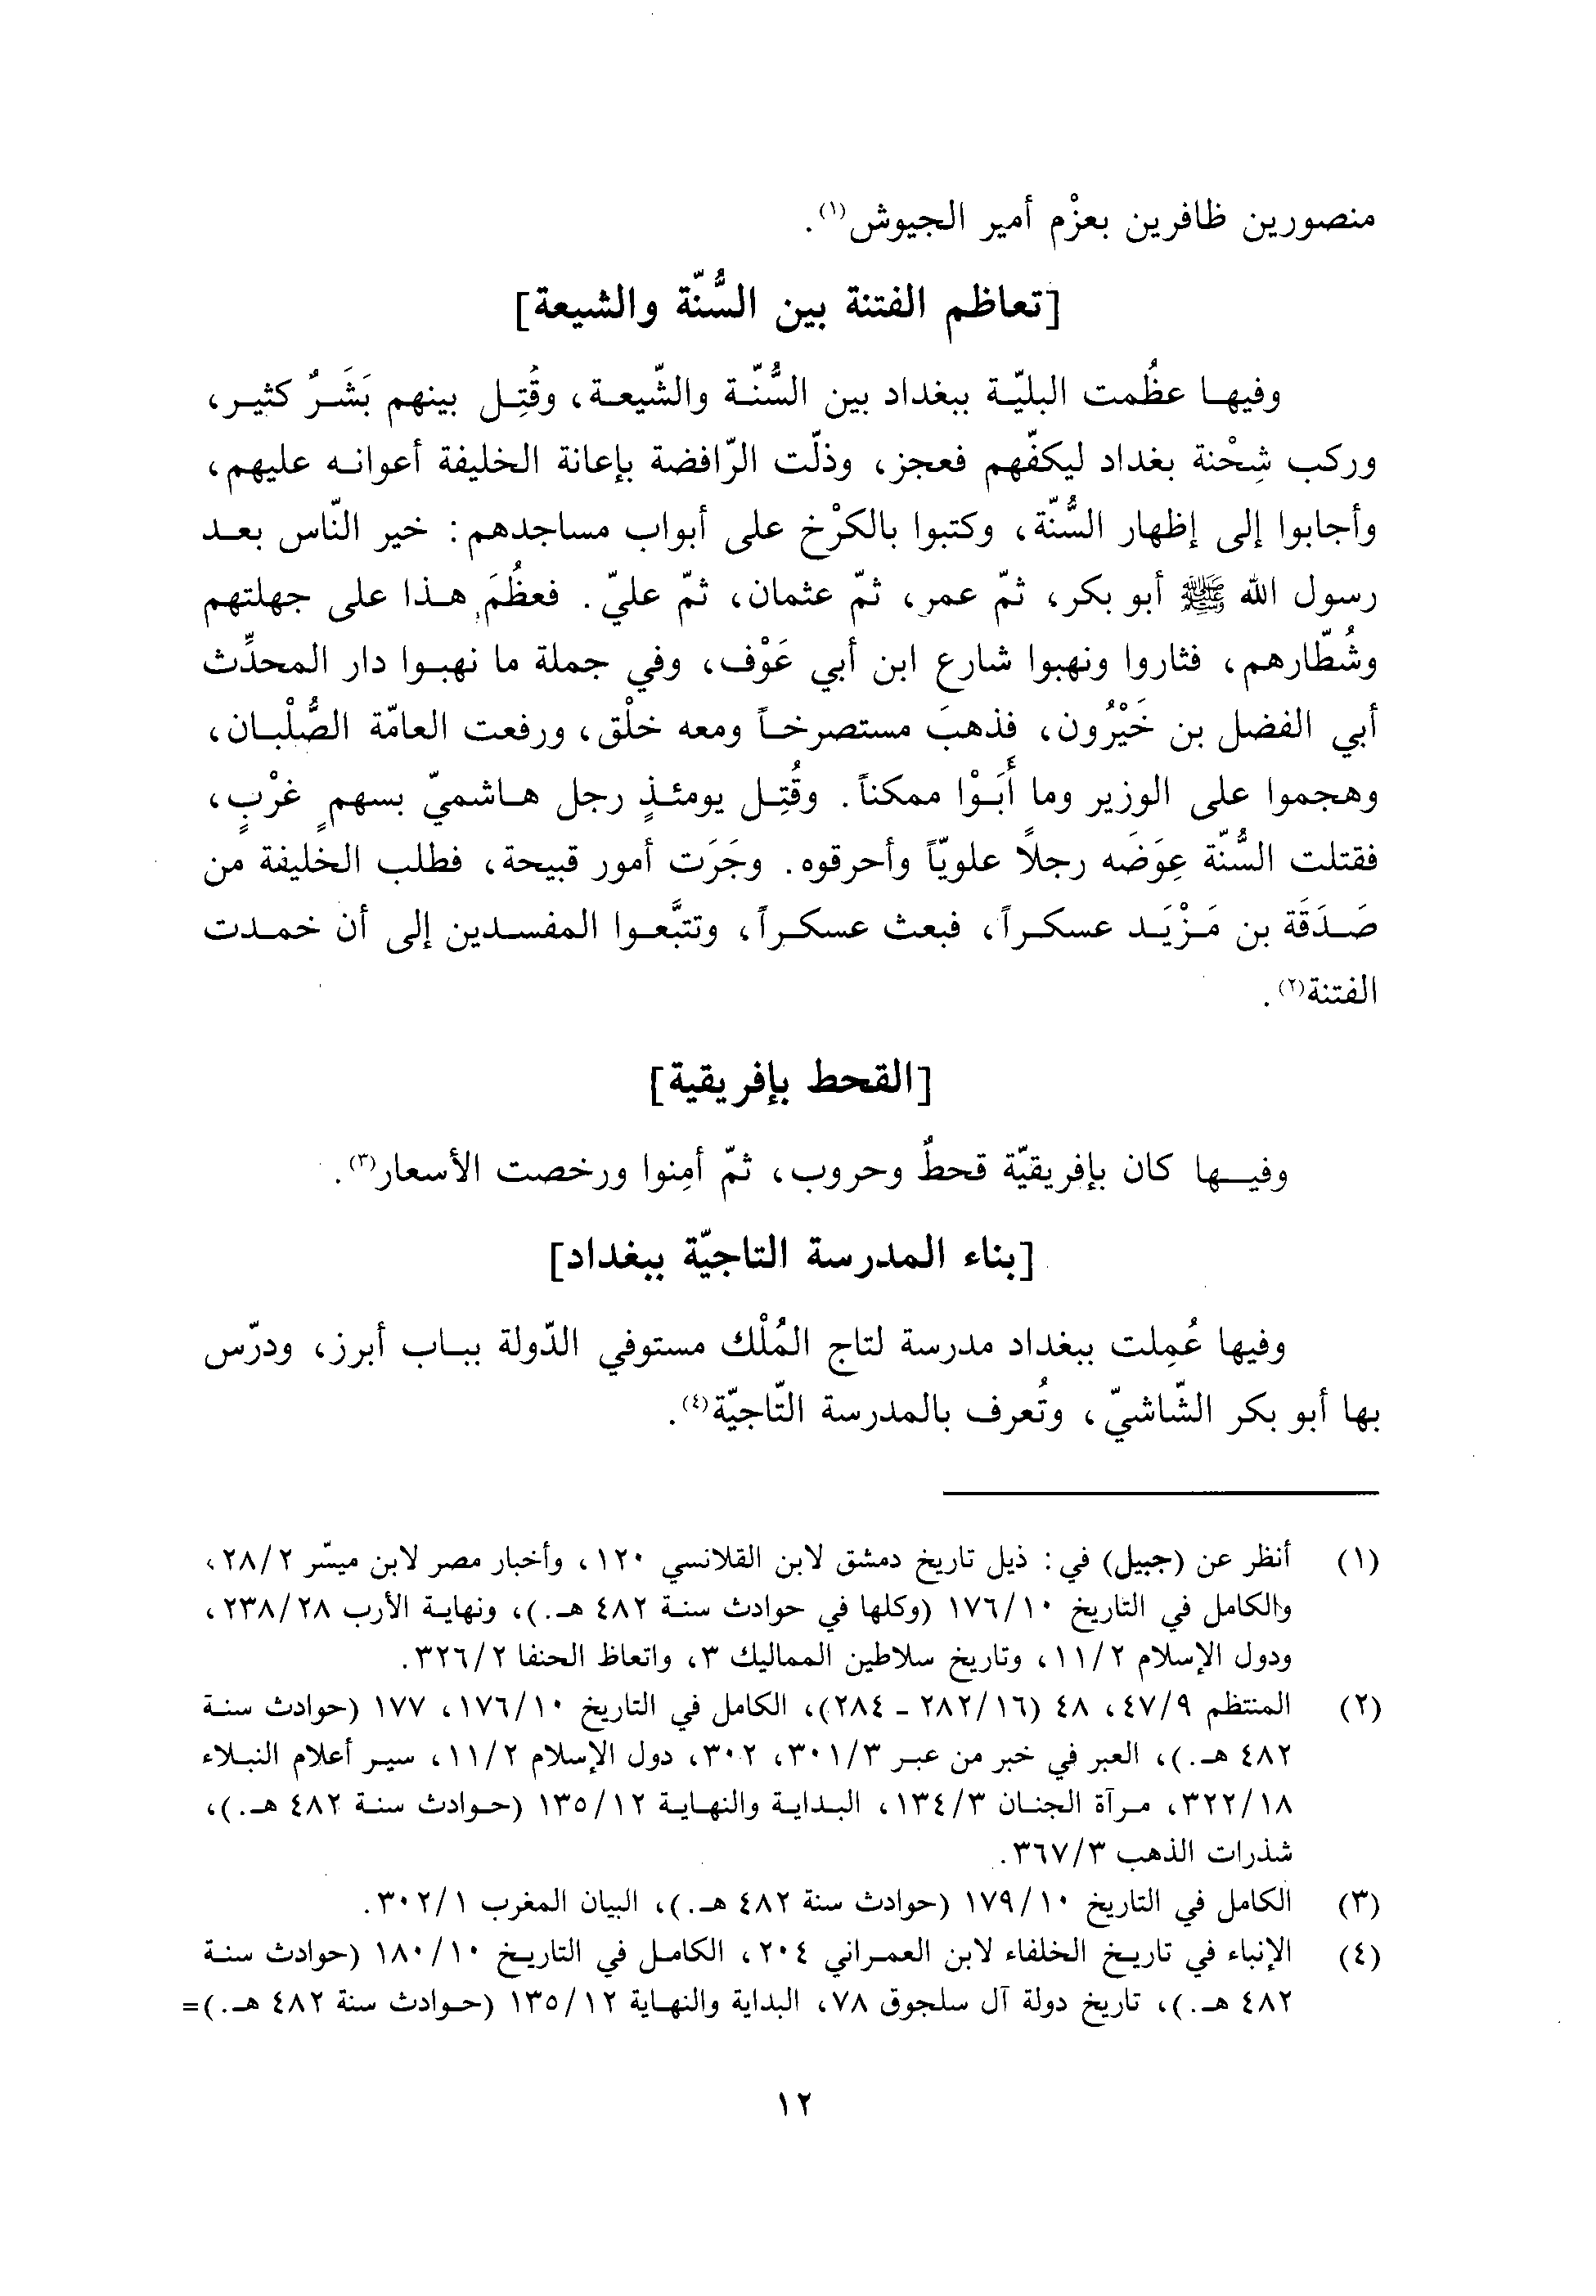 منصورين ظافرين بعزْم أمير الجيوش(١).
[تعاظم الفتنة بين السُّنّة والشيعة]
وفيها عظُمت البليّة ببغداد بين السُّنّة والشّيعة، وقُتِل بينهم بَشَرٌ كثير،
وركب شِحْنة بغداد ليكفّهم فعجز، وذلّت الرّافضة بإعانة الخليفة أعوانه عليهم،
وأجابوا إلى إظهار السُّنّة، وكتبوا بالكرْخ على أبواب مساجدهم: خير النّاس بعد
رسول الله ﷺ أبو بكر، ثمّ عمر، ثمّ عثمان، ثمّ عليّ. فعظُمَ هذا على جهلتهم
وشُطّارهم، فثاروا ونهبوا شارع ابن أبي عَوْف، وفي جملة ما نهبوا دار المحدِّث
أبي الفضل بن خَيْرُون، فذهبَ مستصرخاً ومعه خلْق، ورفعت العامّة الصُّلْبان،
وهجموا على الوزير وما أَبَوْا ممكناً. وقُتِل يومئذٍ رجل هاشميّ بسهمٍ غرْبٍ،
فقتلت السُّنّة عِوَضَه رجلاً علويّاً وأحرقوه. وجَرَت أمور قبيحة، فطلب الخليفة من
صَدَقَة بن مَزْيَد عسكراً، فبعث عسكراً، وتتبَّعوا المفسدين إلى أن خمدت
الفتنة(٢).
[القحط بإفريقية]
وفيها كان بإفريقيّة قحطٌ وحروب، ثمّ أمِنوا ورخصت الأسعار(٣).
[بناء المدرسة التاجيّة ببغداد]
وفيها عُمِلت ببغداد مدرسة لتاج المُلْك مستوفي الدّولة بباب أبرز، ودرّس
بها أبو بكر الشّاشيّ، وتُعرف بالمدرسة التّاجيّة(٤).
(١) أنظر عن (جبيل) في: ذيل تاريخ دمشق لابن القلانسي ١٢٠، وأخبار مصر لابن ميسّر ٢٨/٢،
والكامل في التاريخ ١٧٦/١٠ (وكلها في حوادث سنة ٤٨٢ هـ.)، ونهاية الأرب ٢٣٨/٢٨،
ودول الإسلام ١١/٢، وتاريخ سلاطين المماليك ٣، واتعاظ الحنفا ٣٢٦/٢.
(٢) المنتظم ٤٧/٩، ٤٨ (٢٨٢/١٦ - ٢٨٤)، الكامل في التاريخ ١٧٦/١٠، ١٧٧ (حوادث سنة
٤٨٢ هـ.)، العبر في خبر من عبر ٣٠١/٣، ٣٠٢، دول الإسلام ١١/٢، سير أعلام النبلاء
٣٢٢/١٨، مرآة الجنان ١٣٤/٣، البداية والنهاية ١٣٥/١٢ (حوادث سنة ٤٨٢ هـ.)،
شذرات الذهب ٣٦٧/٣.
(٣) الكامل في التاريخ ١٧٩/١٠ (حوادث سنة ٤٨٢ هـ.)، البيان المغرب ٣٠٢/١.
(٤) الإنباء في تاريخ الخلفاء لابن العمراني ٢٠٤، الكامل في التاريخ ١٨٠/١٠ (حوادث سنة
٤٨٢ هـ.)، تاريخ دولة آل سلجوق ٧٨، البداية والنهاية ١٣٥/١٢ (حوادث سنة ٤٨٢ هـ.)=
١٢